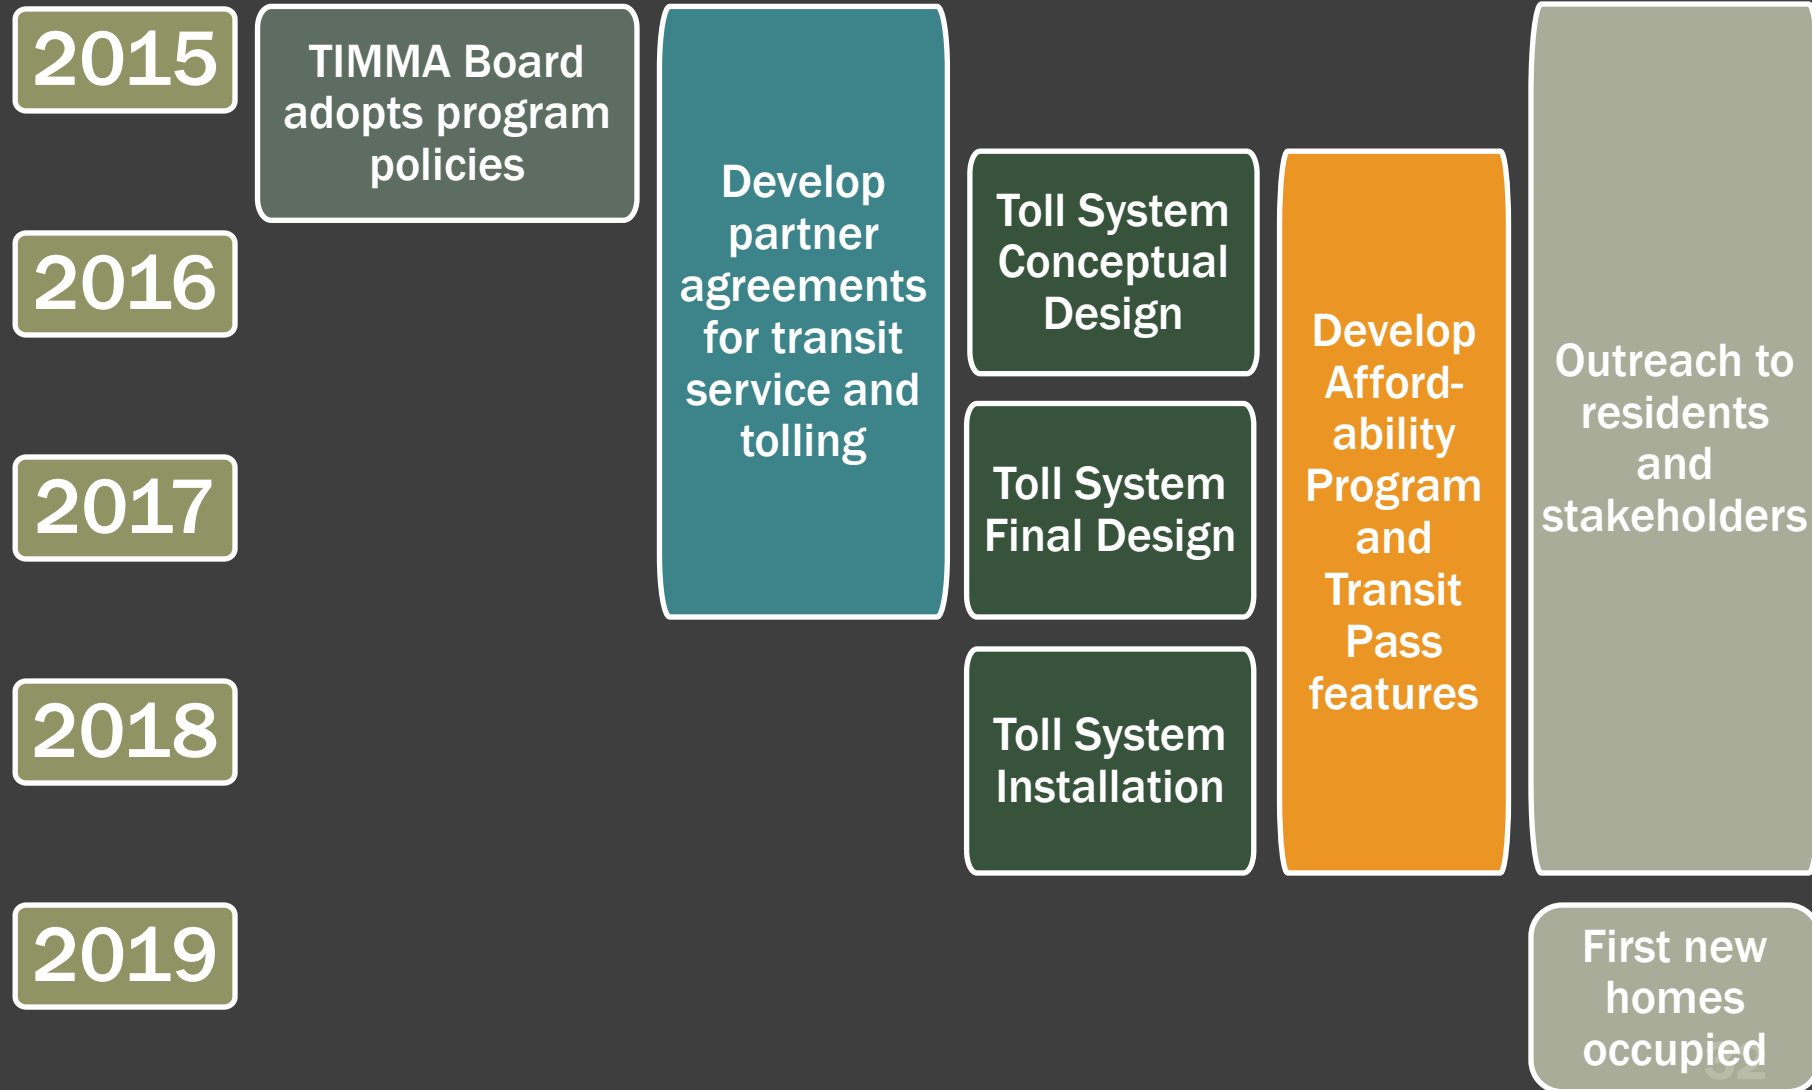 2015
2016
2017
2018
2019
TIMMA Board
adopts program
policies
Develop
partner
agreements
for transit
service and
tolling
Toll System
Conceptual
Design
Toll System
Final Design
Toll System
Installation
Develop
Afford-
ability
Program
and
Transit
Pass
features
Outreach to
residents
and
stakeholders
First new
homes
occupied
32